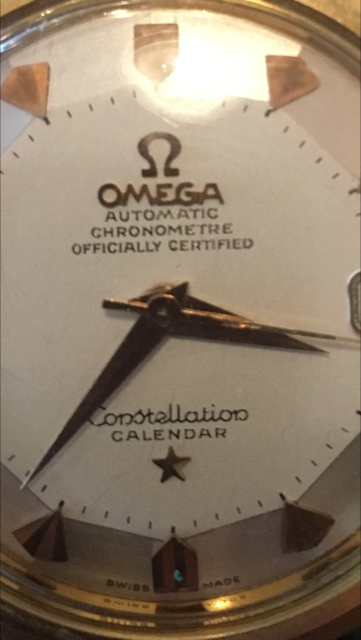 Ω
OMEGA
AUTOMATIC
CHRONOMETRE
OFFICIALLY CERTIFIED
Constellation
CALENDAR
SWISS MADE